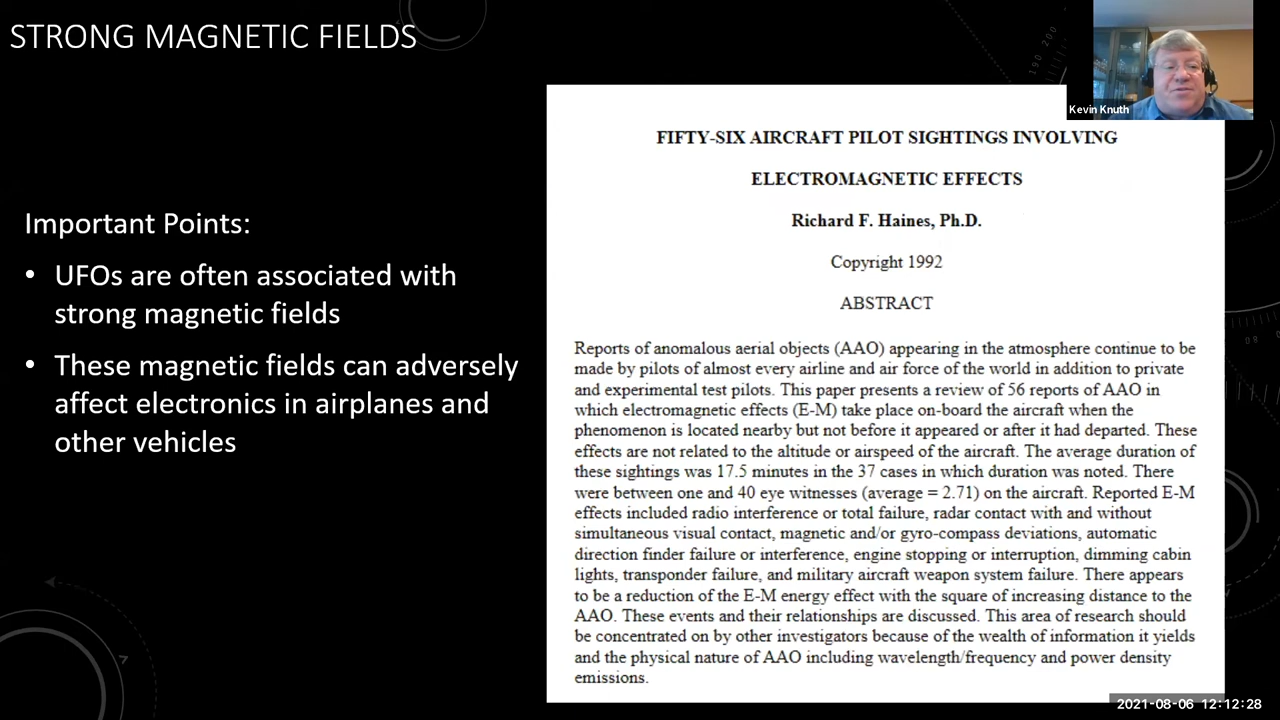 STRONG MAGNETIC FIELDS
Kevin Knuth
Important Points:
• UFOs are often associated with
strong magnetic fields
• These magnetic fields can adversely
affect electronics in airplanes and
other vehicles
FIFTY-SIX AIRCRAFT PILOT SIGHTINGS INVOLVING
ELECTROMAGNETIC EFFECTS
Richard F. Haines, Ph.D.
Copyright 1992
ABSTRACT
Reports of anomalous aerial objects (AAO) appearing in the atmosphere continue to be
made by pilots of almost every airline and air force of the world in addition to private
and experimental test pilots. This paper presents a review of 56 reports of AAO in
which electromagnetic effects (E-M) take place on-board the aircraft when the
phenomenon is located nearby but not before it appeared or after it had departed. These
effects are not related to the altitude or airspeed of the aircraft. The average duration of
these sightings was 17.5 minutes in the 37 cases in which duration was noted. There
were between one and 40 eye witnesses (average = 2.71) on the aircraft. Reported E-M
effects included radio interference or total failure, radar contact with and without
simultaneous visual contact, magnetic and/or gyro-compass deviations, automatic
direction finder failure or interference, engine stopping or interruption, dimming cabin
lights, transponder failure, and military aircraft weapon system failure. There appears
to be a reduction of the E-M energy effect with the square of increasing distance to the
AAO. These events and their relationships are discussed. This area of research should
be concentrated on by other investigators because of the wealth of information it yields
and the physical nature of AAO including wavelength/frequency and power density
emissions.
190 200
80
2021-08-06 12:12:28